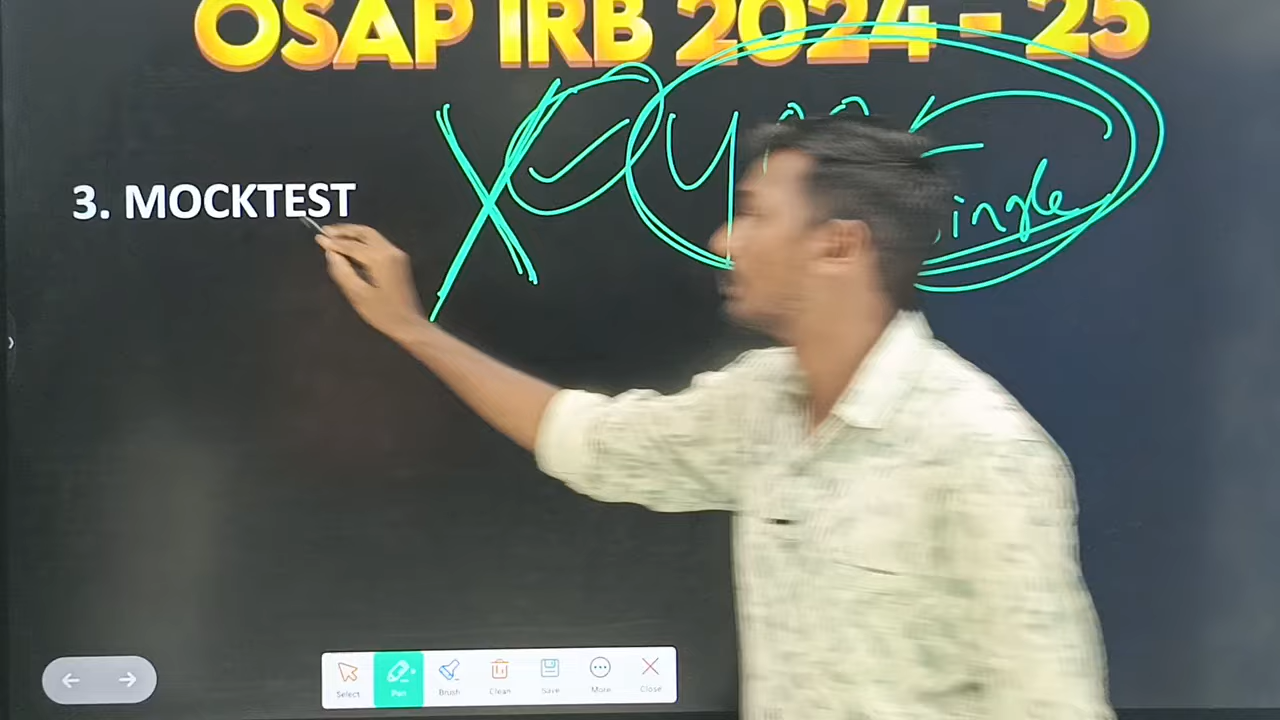 OSAP IRB 2024 - 25
3. MOCKTEST
Select Pen Brush Clean Save More Close